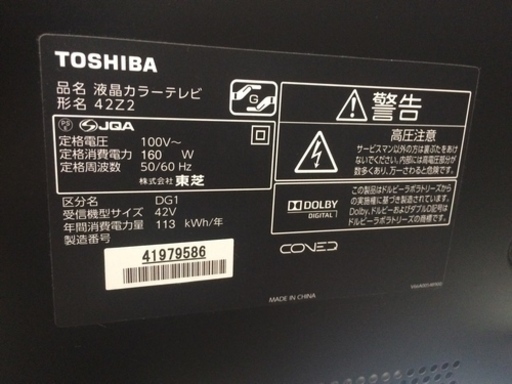 TOSHIBA
品名 液晶カラーテレビ
形名 42Z2
G
PS
E
JQA
定格電圧 100V～
定格消費電力 160 W
定格周波数 50/60 Hz
株式会社 東芝
区分名 DG1
受信機型サイズ 42V
年間消費電力量 113 kWh/年
製造番号
41979586
警告
高圧注意
サービスマン以外の方は裏ぶたをあけ
ないでください。内部には高電圧部分が
数多くあり、万一さわると危険です。
DOLBY
DIGITAL
この製品はドルビーラボラトリーズからの
実施権に基づき製造されています。
Dolby、ドルビーおよびダブルD記号は
ドルビーラボラトリーズの商標です。
CONED
MADE IN CHINA